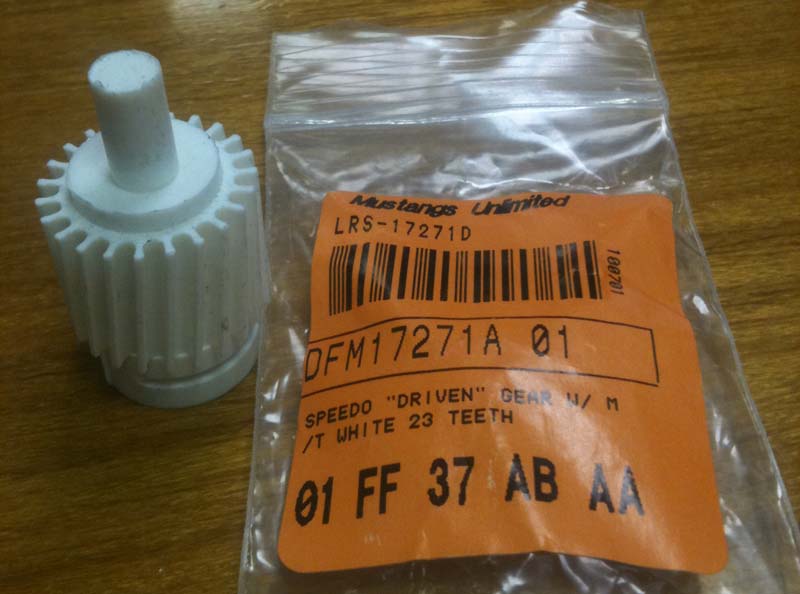 Mustangs Unlimited
LRS-17271D
180701
DFM17271A 01
SPEEDO "DRIVEN" GEAR W/ M
/T WHITE 23 TEETH
01 FF 37 AB AA